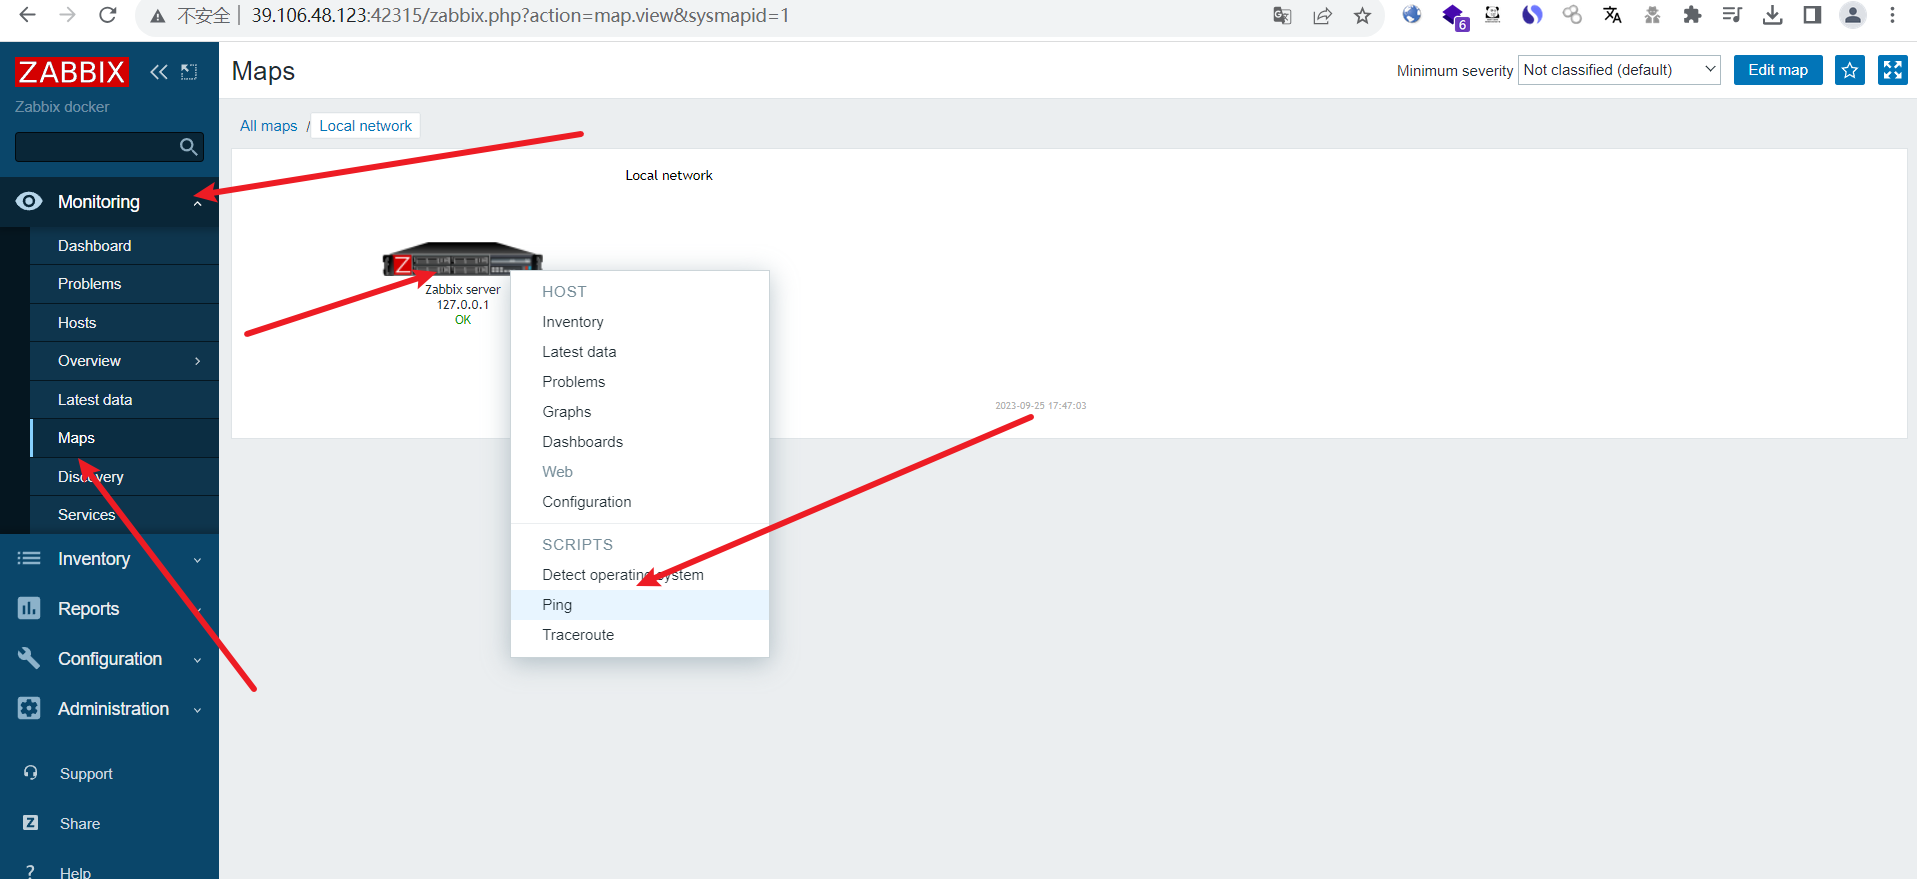 不安全 39.106.48.123:42315/zabbix.php?action=map.view&sysmapid=1
6
ZABBIX
Zabbix docker
Maps
Minimum severity Not classified (default) Edit map
All maps / Local network
Monitoring
Dashboard
Problems
Hosts
Overview
Latest data
Maps
Discovery
Services
Inventory
Reports
Configuration
Administration
Support
Share
Help
Local network
Zabbix server
127.0.0.1
OK
2023-09-25 17:47:03
HOST
Inventory
Latest data
Problems
Graphs
Dashboards
Web
Configuration
SCRIPTS
Detect operating system
Ping
Traceroute